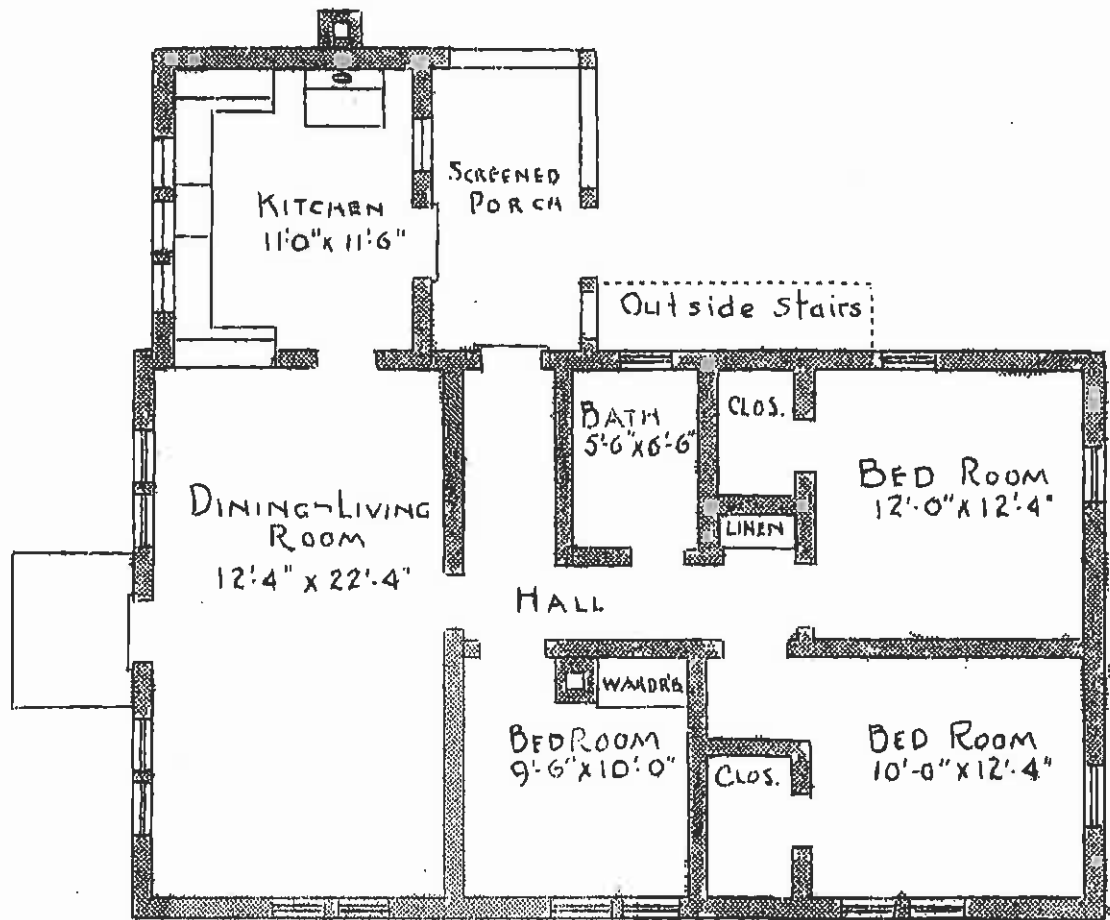 SCREENED
PORCH
KITCHEN
11'-0" x 11'-6"
Outside Stairs
BATH
5'-6" x 6'-6"
CLOS.
BED ROOM
12'-0" x 12'-4"
LINEN
DINING-LIVING
ROOM
12'-4" x 22'-4"
HALL
WARDR'B
BEDROOM
9'-6" x 10'-0"
CLOS.
BED ROOM
10'-0" x 12'-4"